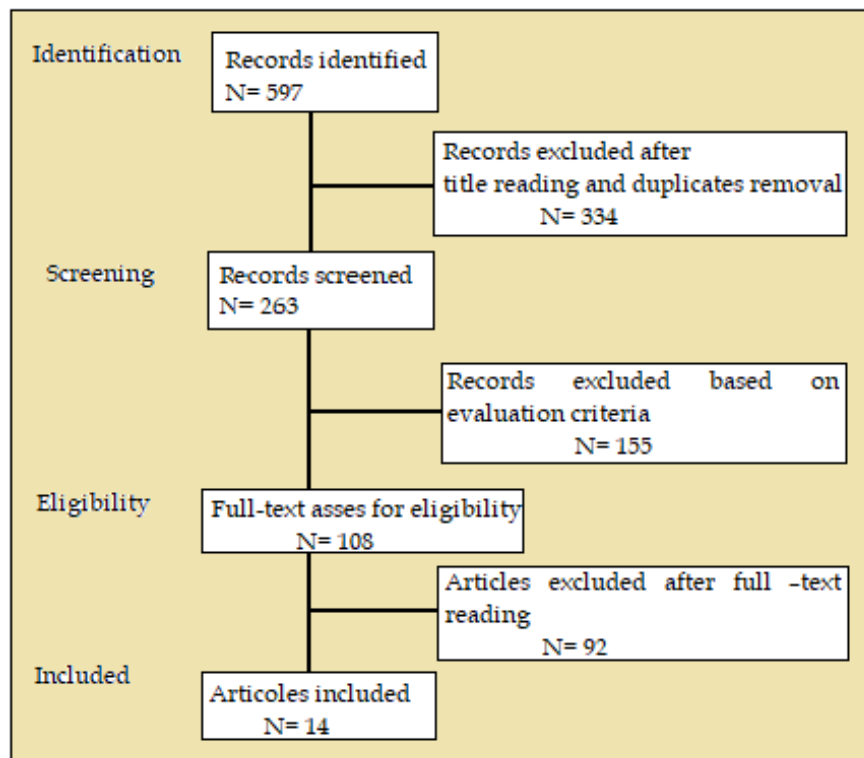 Identification
Records identified
N= 597
Records excluded after
title reading and duplicates removal
N= 334
Screening
Records screened
N= 263
Records excluded based on
evaluation criteria
N= 155
Eligibility
Full-text asses for eligibility
N= 108
Articles excluded after full –text
reading
N= 92
Included
Articoles included
N= 14